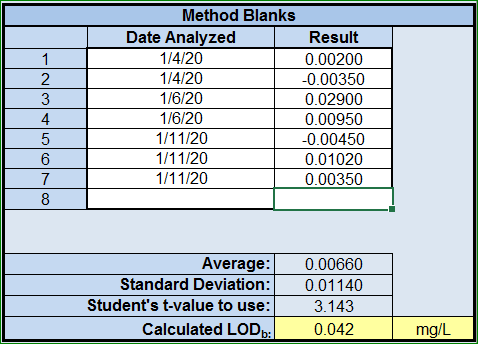 Method Blanks
Date Analyzed Result
1 1/4/20 0.00200
2 1/4/20 -0.00350
3 1/6/20 0.02900
4 1/6/20 0.00950
5 1/11/20 -0.00450
6 1/11/20 0.01020
7 1/11/20 0.00350
8
Average: 0.00660
Standard Deviation: 0.01140
Student's t-value to use: 3.143
Calculated LODb: 0.042 mg/L